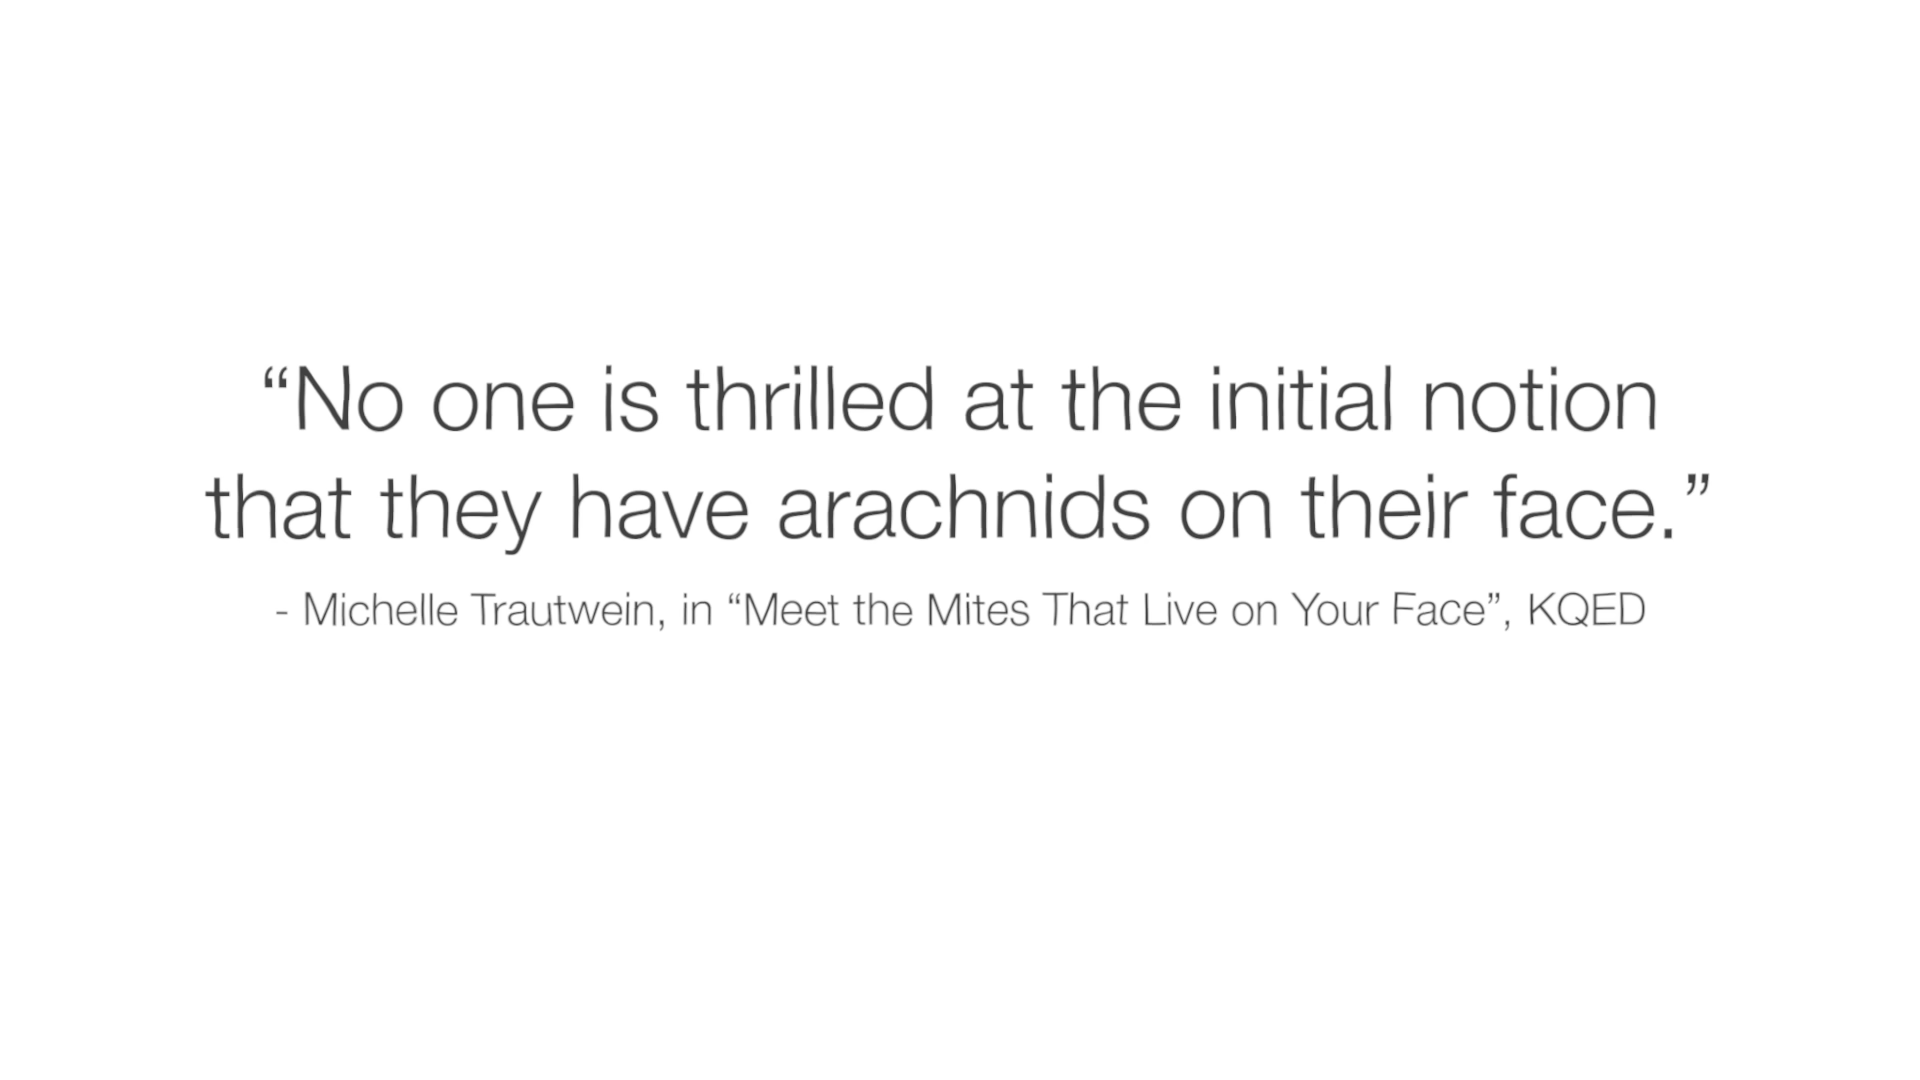 “No one is thrilled at the initial notion
that they have arachnids on their face.”
- Michelle Trautwein, in “Meet the Mites That Live on Your Face”, KQED